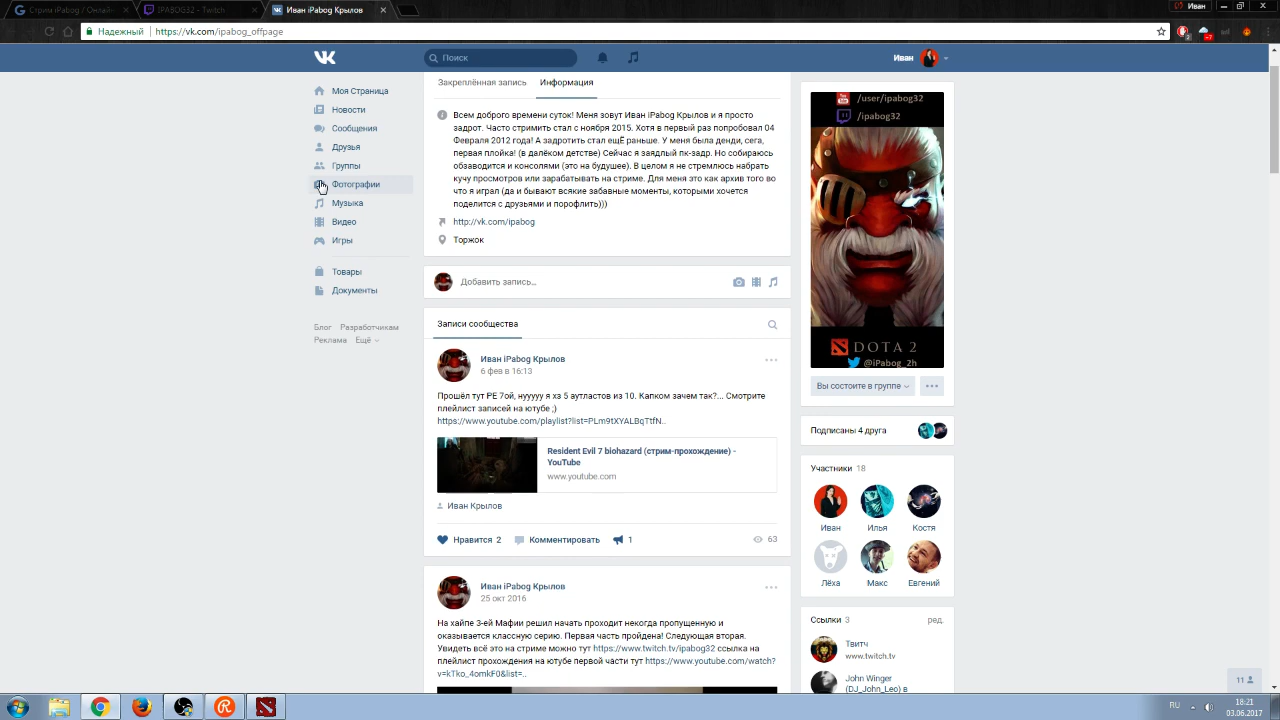 Стрим iPabog / Онлайн-
IPABOG32 - Twitch
Иван iPabog Крылов
Иван
Надежный
https://vk.com/ipabog_offpage
Поиск
Иван
Моя Страница
Новости
Сообщения
Друзья
Группы
Фотографии
Музыка
Видео
Игры
Товары
Документы
Блог Разработчикам
Реклама Ещё
Закреплённая запись Информация
Всем доброго времени суток! Меня зовут Иван iPabog Крылов и я просто
задрот. Часто стримить стал с ноября 2015. Хотя в первый раз попробовал 04
Февраля 2012 года! А задротить стал ещЁ раньше. У меня была денди, сега,
первая плойка! (в далёком детстве) Сейчас я заядлый пк-задр. Но собираюсь
обзаводится и консолями (это на будущее). В целом я не стремлюсь набрать
кучу просмотров или зарабатывать на стриме. Для меня это как архив того во
что я играл (да и бывают всякие забавные моменты, которыми хочется
поделится с друзьями и порофлить)))
http://vk.com/ipabog
Торжок
Добавить запись...
Записи сообщества
Иван iPabog Крылов
6 фев в 16:13
Прошёл тут РЕ 7ой, нууууу я хз 5 аутластов из 10. Капком зачем так?... Смотрите
плейлист записей на ютубе ;)
https://www.youtube.com/playlist?list=PLm9tXYALBqTtfN..
Resident Evil 7 biohazard (стрим-прохождение) -
YouTube
www.youtube.com
Иван Крылов
Нравится 2 Комментировать 1 63
Иван iPabog Крылов
25 окт 2016
На хайпе 3-ей Мафии решил начать проходит некогда пропущенную и
оказывается классную серию. Первая часть пройдена! Следующая вторая.
Увидеть всё это на стриме можно тут https://www.twitch.tv/ipabog32 ссылка на
плейлист прохождения на ютубе первой части тут https://www.youtube.com/watch?
v=kTko_4omkF0&list=..
You Tube /user/ipabog32
/ipabog32
DOTA 2
@iPabog_2h
Вы состоите в группе
Подписаны 4 друга
Участники 18
Иван Илья Костя
Лёха Макс Евгений
Ссылки 3 ред.
Твитч
www.twitch.tv
John Winger
(DJ_John_Leo) в
11
RU
18:21
03.06.2017